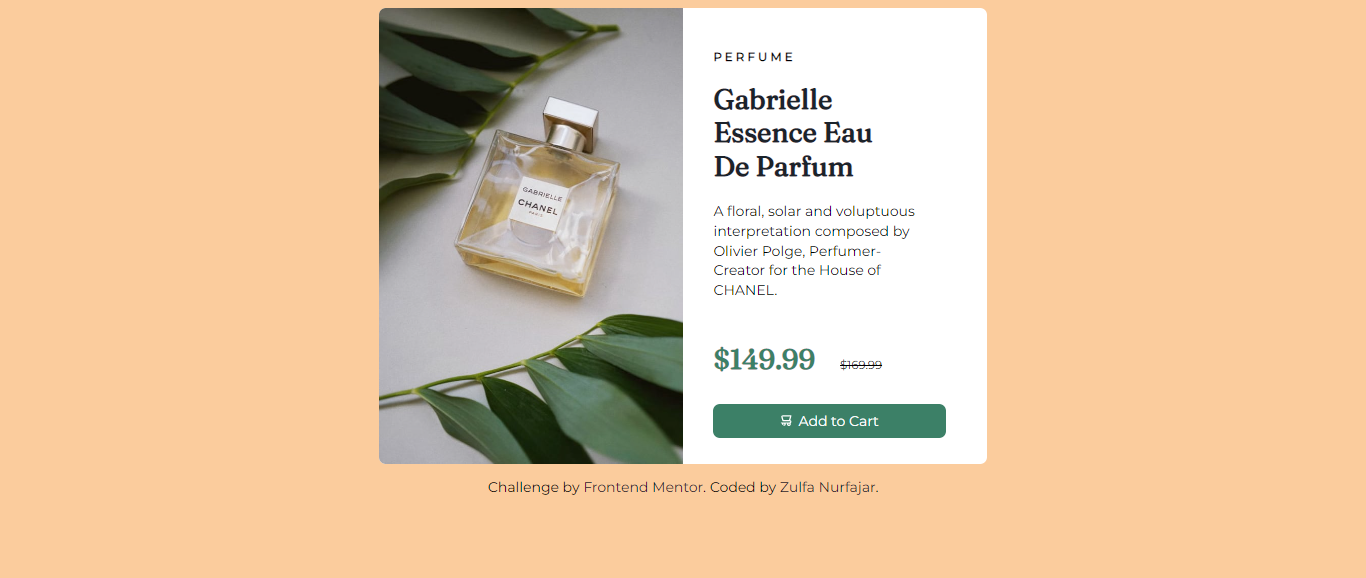 GABRIELLE
CHANEL
PARIS
PERFUME
Gabrielle
Essence Eau
De Parfum
A floral, solar and voluptuous
interpretation composed by
Olivier Polge, Perfumer-
Creator for the House of
CHANEL.
$149.99 $169.99
Add to Cart
Challenge by Frontend Mentor. Coded by Zulfa Nurfajar.